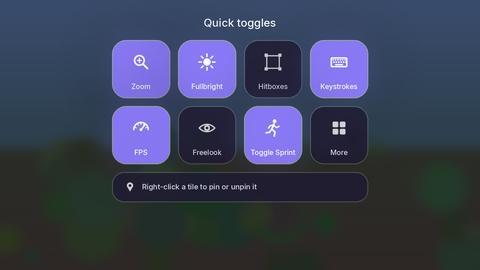 Quick toggles
Zoom
Fullbright
Hitboxes
Keystrokes
FPS
Freelook
Toggle Sprint
More
Right-click a tile to pin or unpin it